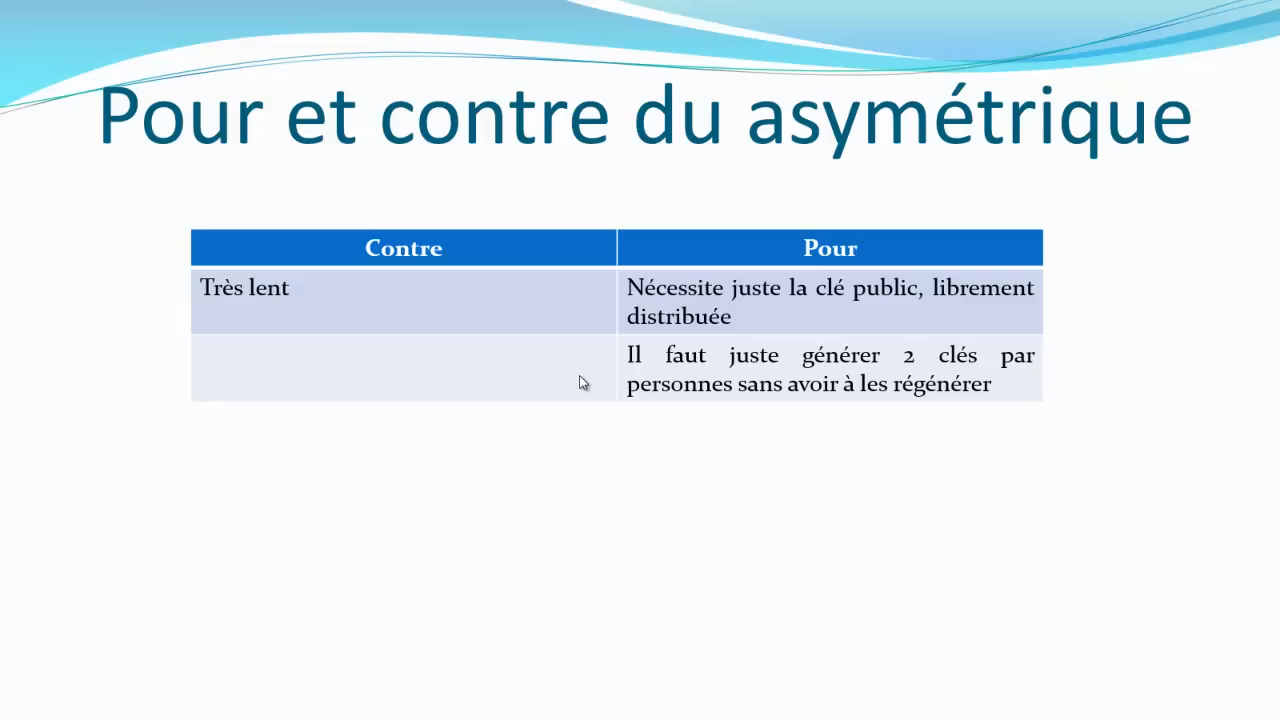 Pour et contre du asymétrique
Contre
Pour
Très lent
Nécessite juste la clé public, librement
distribuée
Il faut juste générer 2 clés par
personnes sans avoir à les régénérer